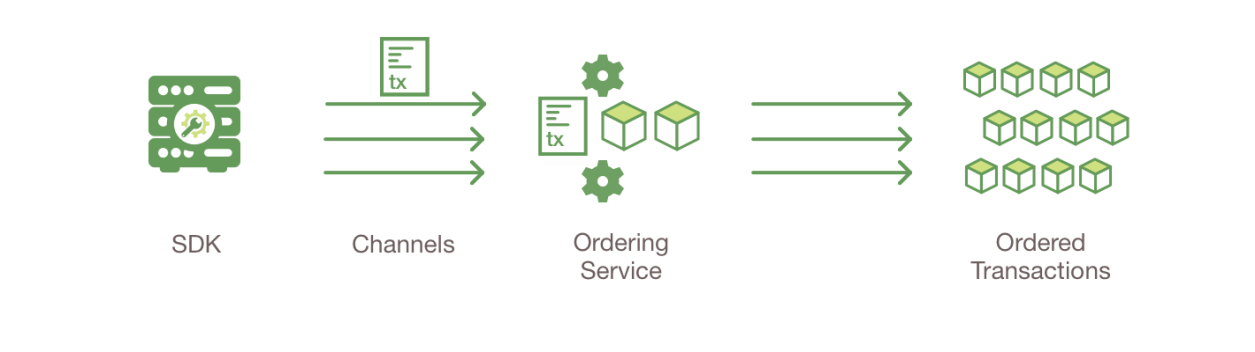 tx
tx
SDK
Channels
Ordering
Service
Ordered
Transactions